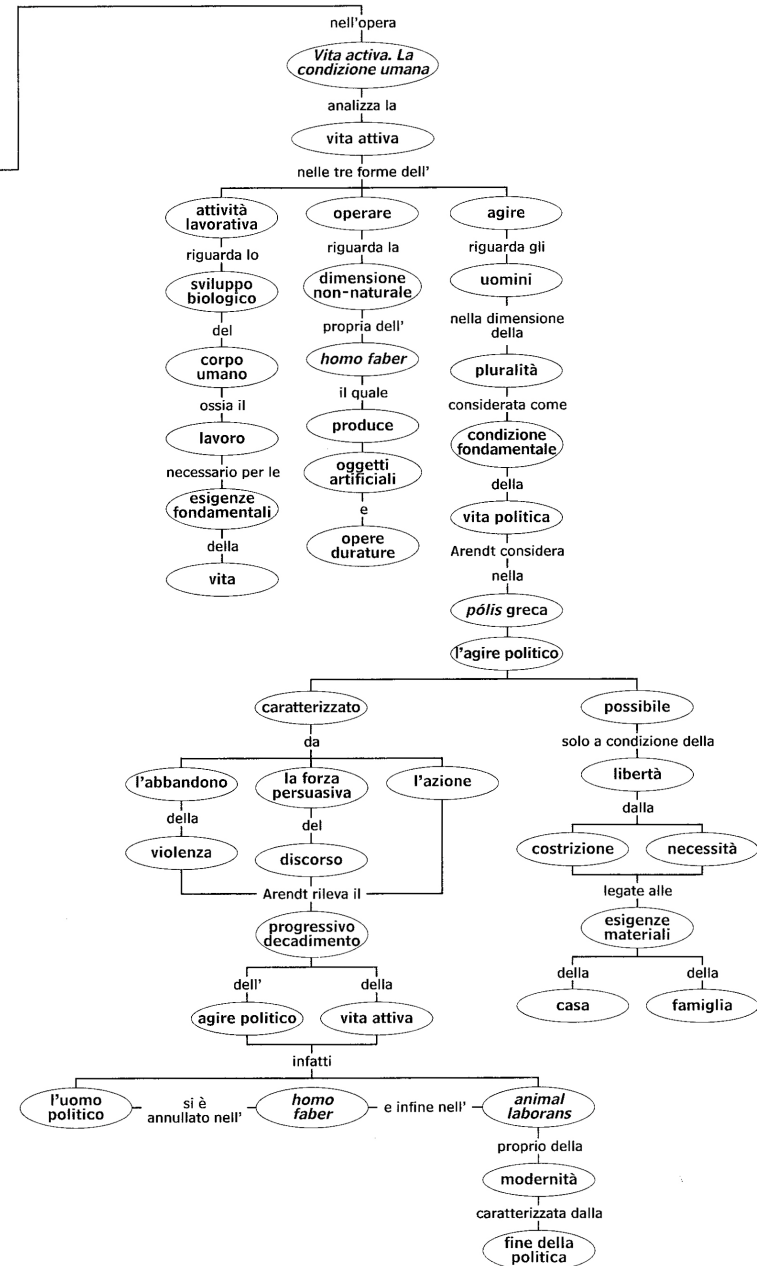 nell'opera
Vita activa. La
condizione umana
analizza la
vita attiva
nelle tre forme dell'
attività
lavorativa
riguarda lo
sviluppo
biologico
del
corpo
umano
ossia il
lavoro
necessario per le
esigenze
fondamentali
della
vita
operare
riguarda la
dimensione
non-naturale
propria dell'
homo faber
il quale
produce
oggetti
artificiali
e
opere
durature
agire
riguarda gli
uomini
nella dimensione
della
pluralità
considerata come
condizione
fondamentale
della
vita politica
Arendt considera
nella
pólis greca
l'agire politico
caratterizzato
da
l'abbandono
della
violenza
la forza
persuasiva
del
discorso
l'azione
Arendt rileva il
progressivo
decadimento
dell'
agire politico
della
vita attiva
possibile
solo a condizione della
libertà
dalla
costrizione
necessità
legate alle
esigenze
materiali
della
casa
della
famiglia
infatti
l'uomo
politico
si è
annullato nell'
homo
faber
e infine nell'
animal
laborans
proprio della
modernità
caratterizzata dalla
fine della
politica